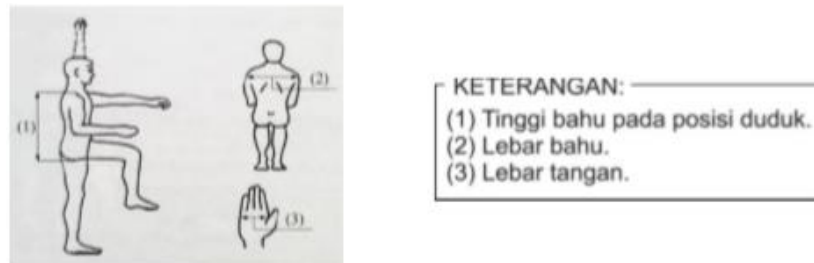 (1)
(2)
(3)
KETERANGAN:
(1) Tinggi bahu pada posisi duduk.
(2) Lebar bahu.
(3) Lebar tangan.